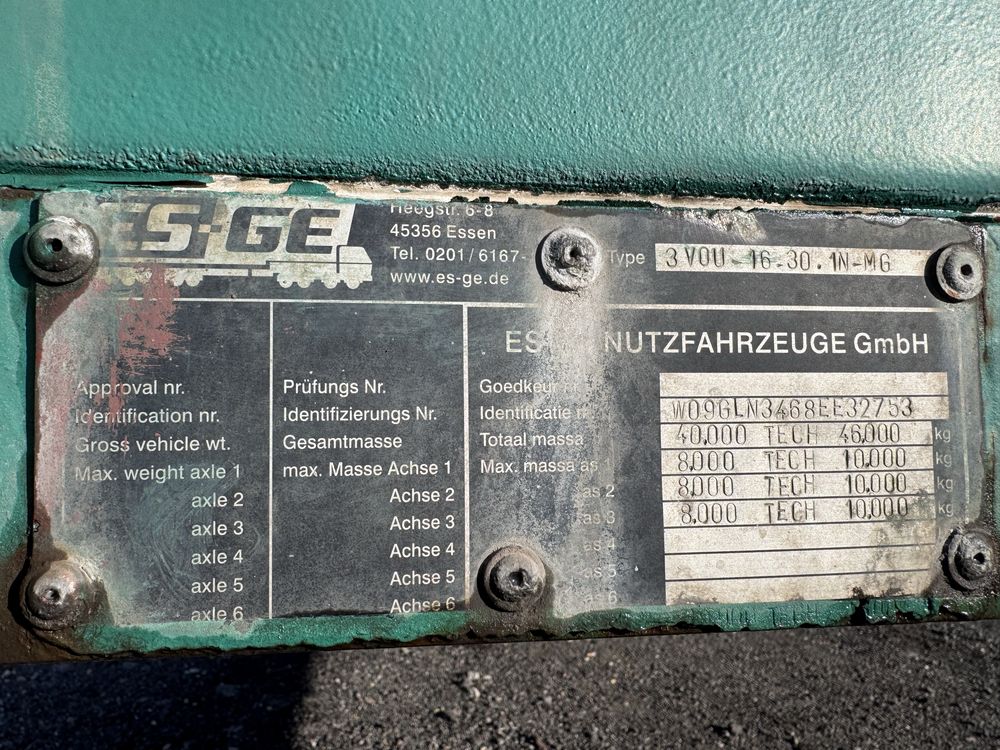 ES-GE
Heegstr. 6-8
45356 Essen
Tel. 0201/6167-
www.es-ge.de
Type 3 VOU-16-30.1N-MG
ES NUTZFAHRZEUGE GmbH
Approval nr. Prüfungs Nr. Goedkeur
Identification nr. Identifizierungs Nr. Identificatie n W09GLN3468EE32753
Gross vehicle wt. Gesamtmasse Totaal massa 40.000 TECH 46.000 kg
Max. weight axle 1 max. Masse Achse 1 Max. massa as 1 8.000 TECH 10.000 kg
axle 2 Achse 2 as 2 8.000 TECH 10.000 kg
axle 3 Achse 3 as 3 8.000 TECH 10.000 kg
axle 4 Achse 4 as 4
axle 5 Achse 5 as 5
axle 6 Achse 6 as 6